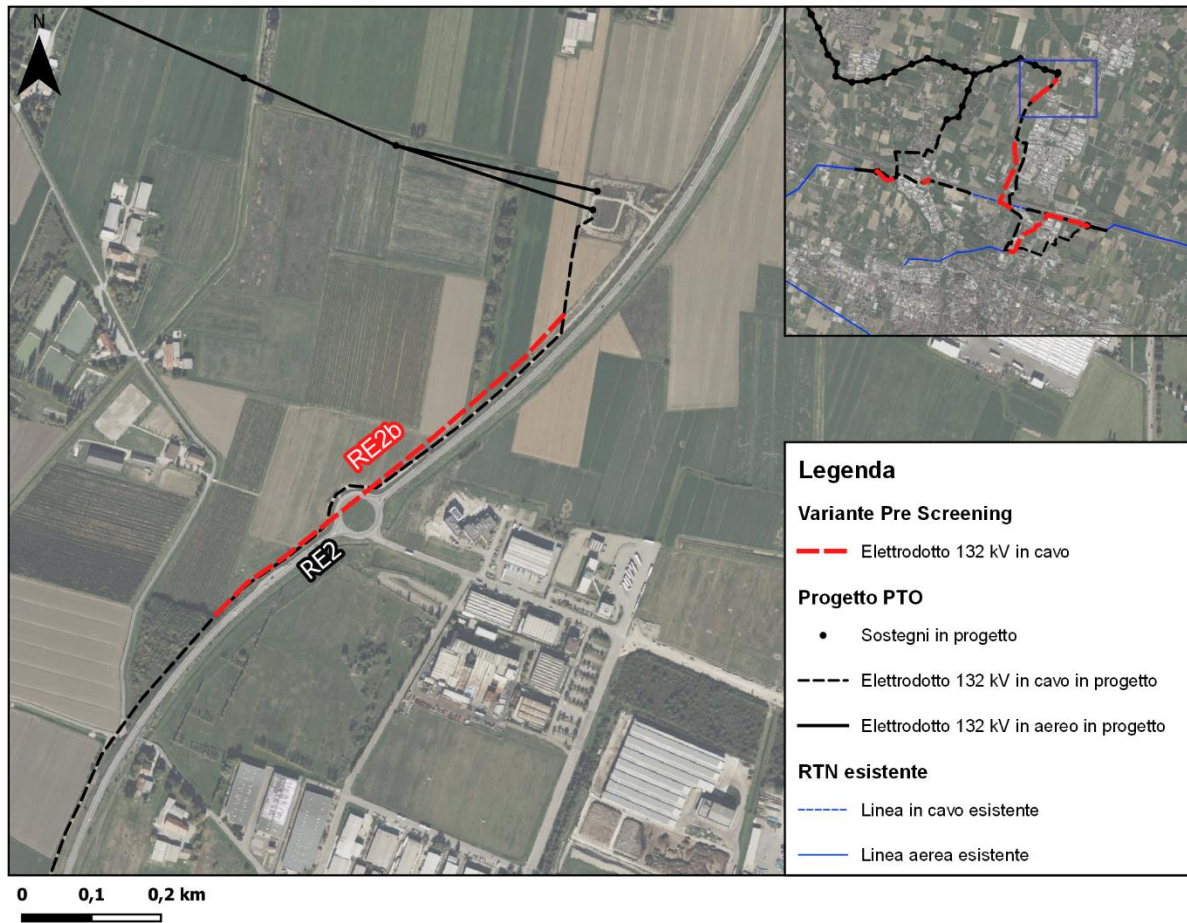 N
RE2b
RE2
Legenda
Variante Pre Screening
Elettrodotto 132 kV in cavo
Progetto PTO
Sostegni in progetto
Elettrodotto 132 kV in cavo in progetto
Elettrodotto 132 kV in aereo in progetto
RTN esistente
Linea in cavo esistente
Linea aerea esistente
0 0,1 0,2 km